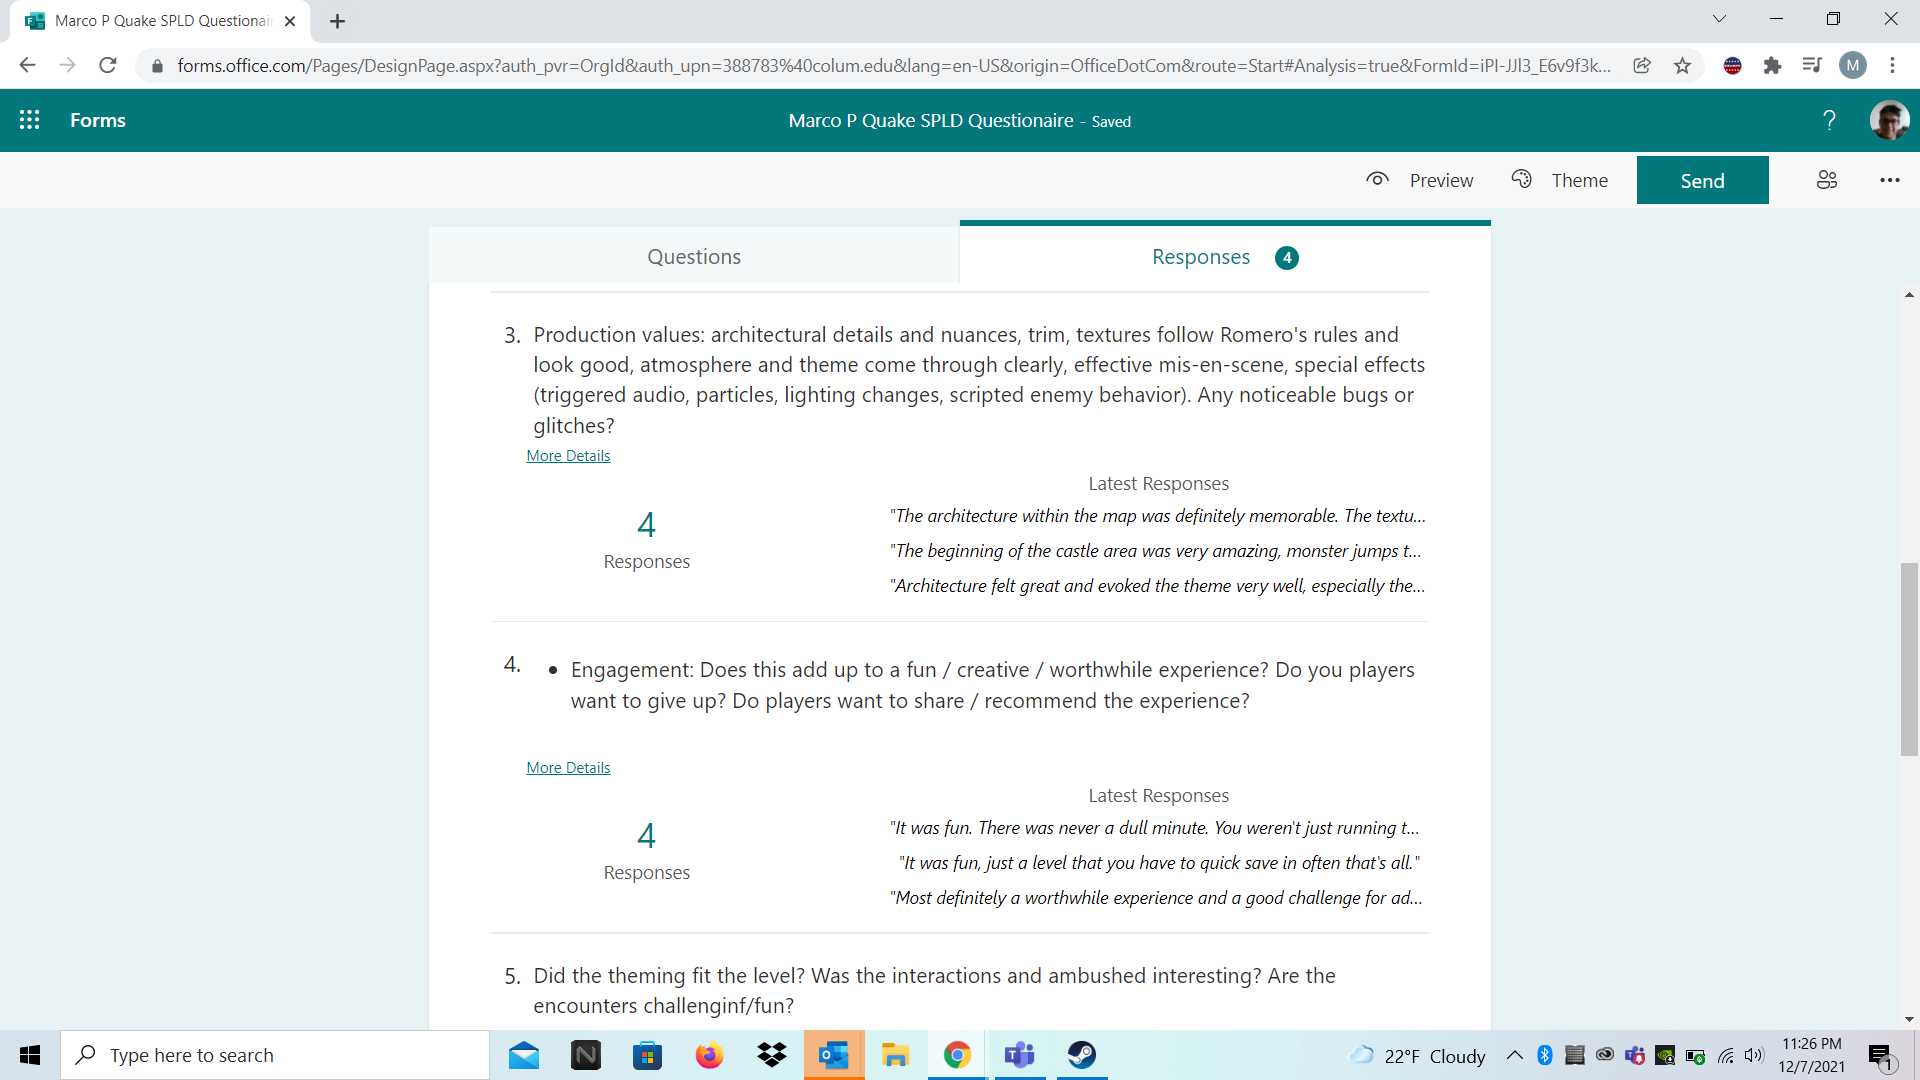 Marco P Quake SPLD Questionai
forms.office.com/Pages/DesignPage.aspx?auth_pvr=OrgId&auth_upn=388783%40colum.edu&lang=en-US&origin=OfficeDotCom&route=Start#Analysis=true&FormId=iPI-JJl3_E6v9f3k...
M
Forms
Marco P Quake SPLD Questionaire - Saved
?
Preview
Theme
Send
Questions
Responses 4
3. Production values: architectural details and nuances, trim, textures follow Romero's rules and
look good, atmosphere and theme come through clearly, effective mis-en-scene, special effects
(triggered audio, particles, lighting changes, scripted enemy behavior). Any noticeable bugs or
glitches?
More Details
4
Responses
Latest Responses
"The architecture within the map was definitely memorable. The textu...
"The beginning of the castle area was very amazing, monster jumps t...
"Architecture felt great and evoked the theme very well, especially the...
4. • Engagement: Does this add up to a fun / creative / worthwhile experience? Do you players
want to give up? Do players want to share / recommend the experience?
More Details
4
Responses
Latest Responses
"It was fun. There was never a dull minute. You weren't just running t...
"It was fun, just a level that you have to quick save in often that's all."
"Most definitely a worthwhile experience and a good challenge for ad...
5. Did the theming fit the level? Was the interactions and ambushed interesting? Are the
encounters challenginf/fun?
Type here to search
22°F Cloudy
11:26 PM
12/7/2021
1